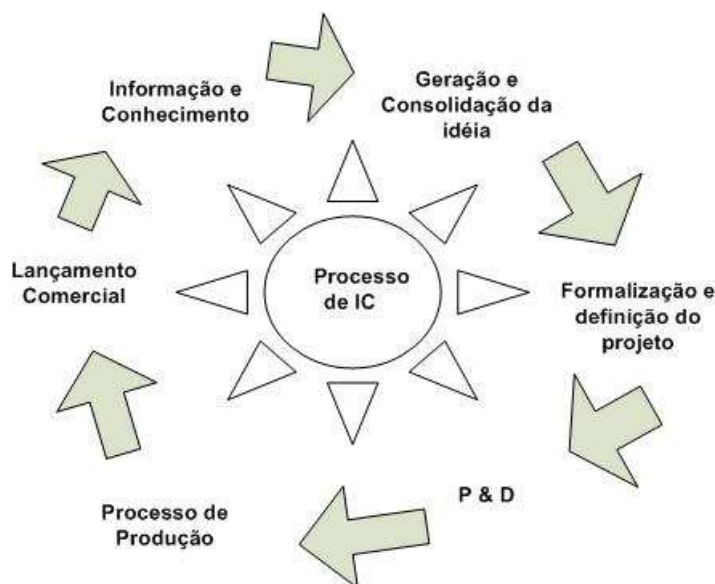 Informação e
Conhecimento
Geração e
Consolidação da
idéia
Formalização e
definição do
projeto
P & D
Processo de
Produção
Lançamento
Comercial
Processo
de IC